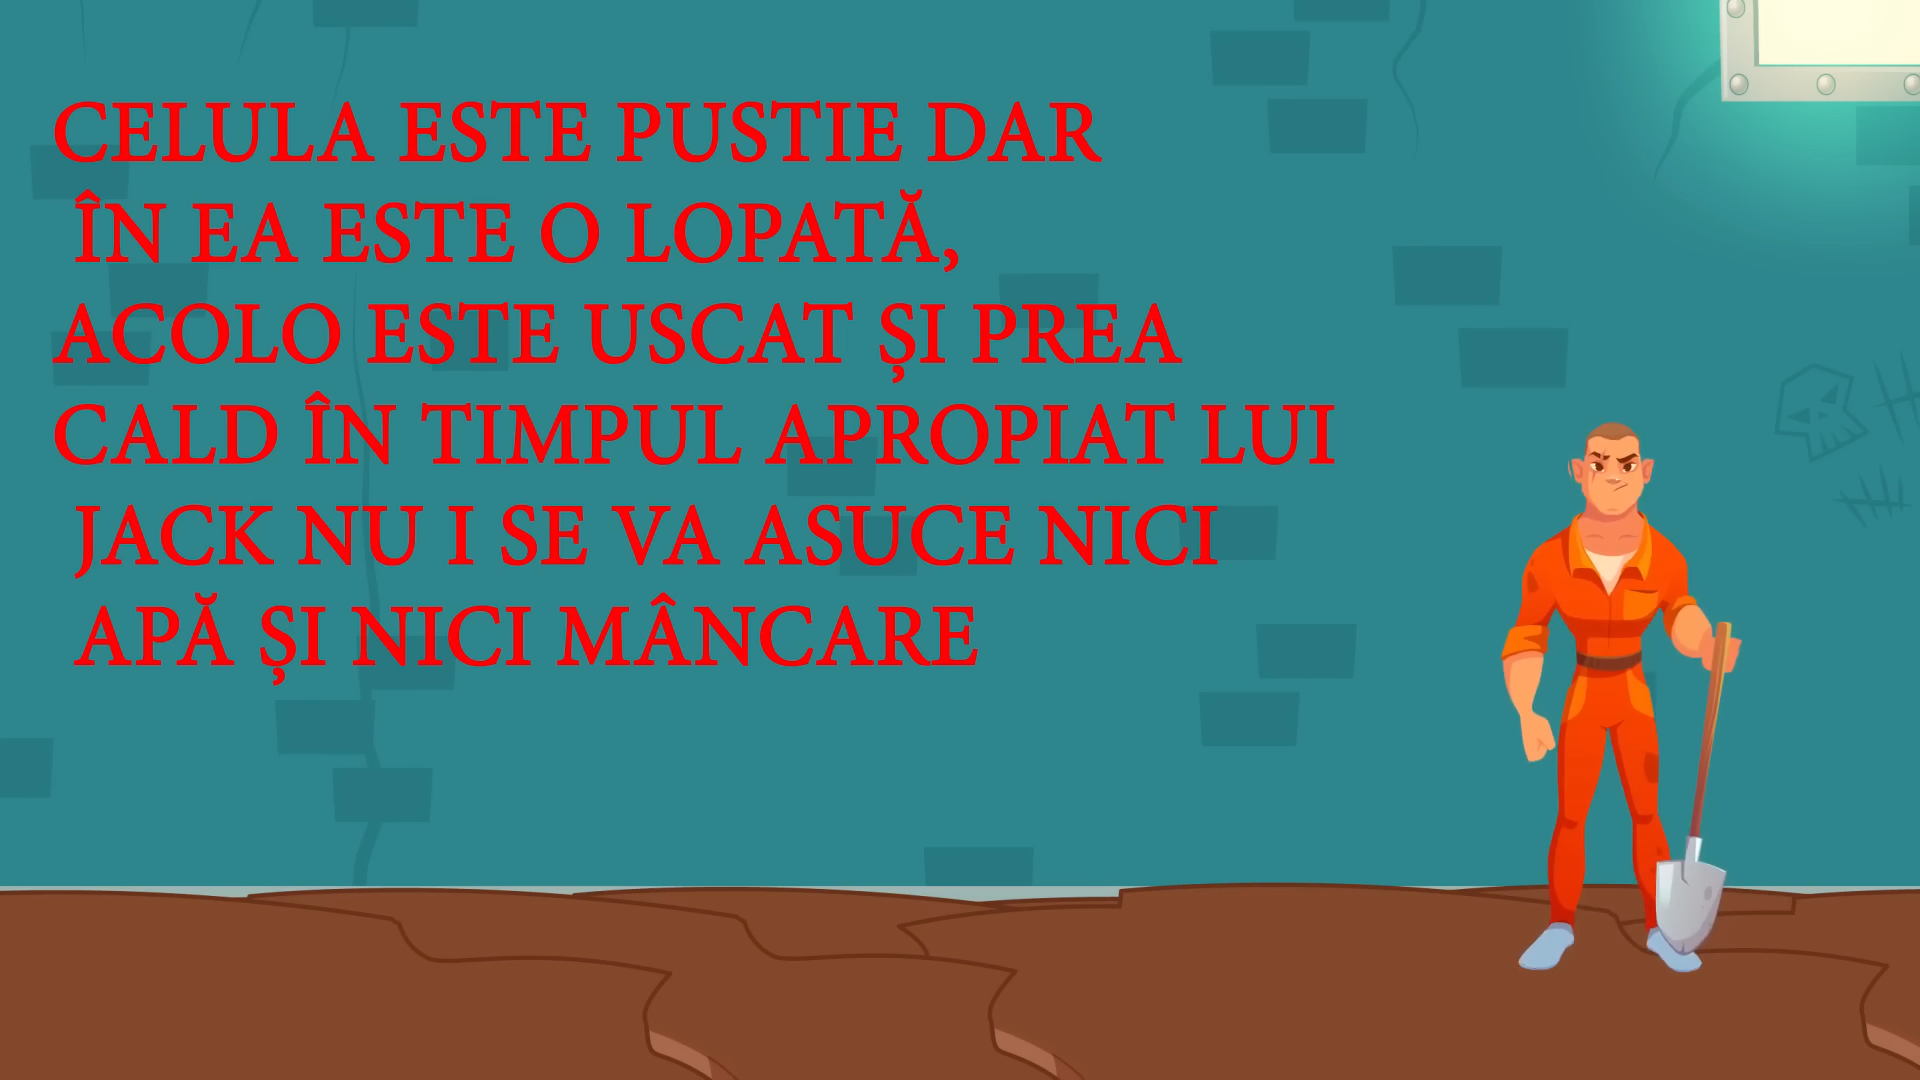 CELULA ESTE PUSTIE DAR
ÎN EA ESTE O LOPATĂ,
ACOLO ESTE USCAT ȘI PREA
CALD ÎN TIMPUL APROPIAT LUI
JACK NU I SE VA ASUCE NICI
APĂ ȘI NICI MÂNCARE